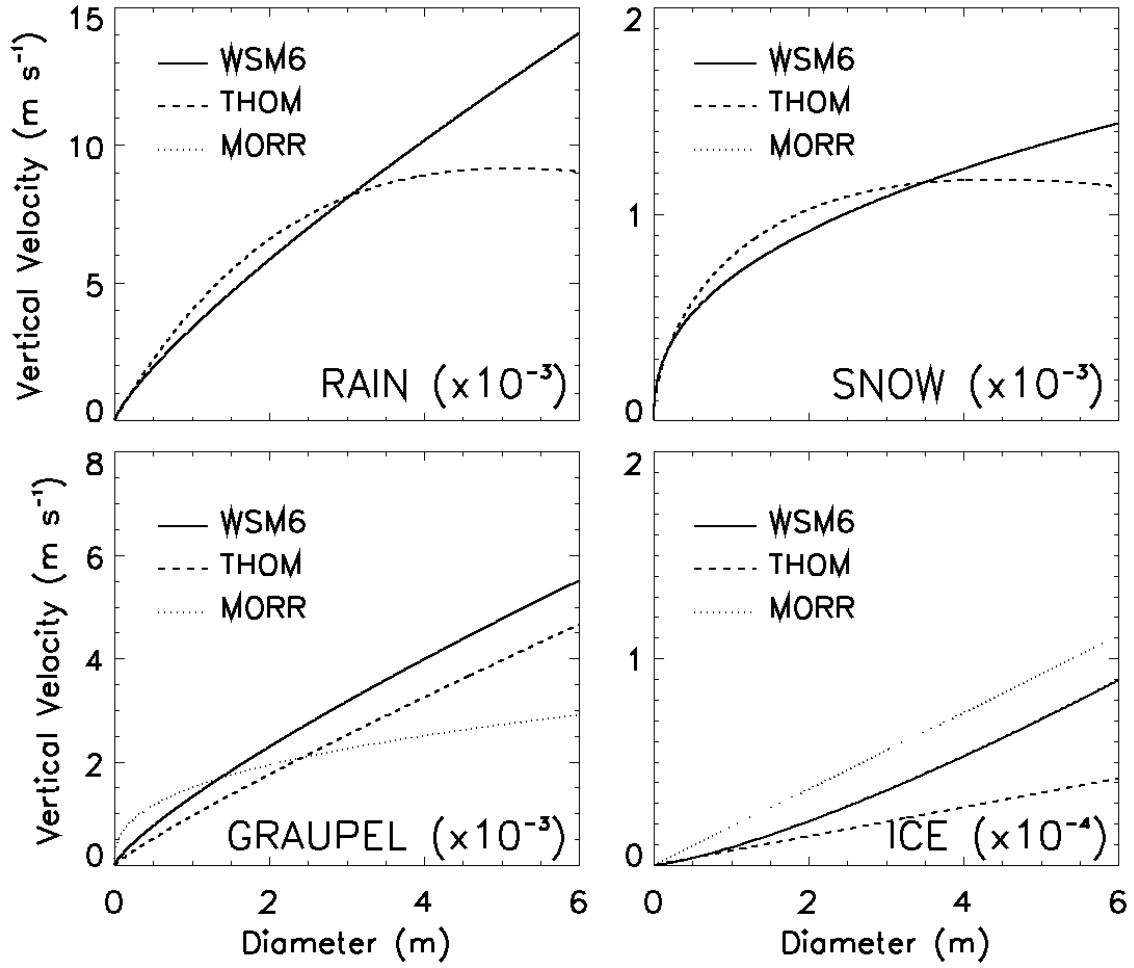 Vertical Velocity (m s⁻¹)
15
10
5
0
WSM6
THOM
MORR
RAIN (x10⁻³)
2
1
0
WSM6
THOM
MORR
SNOW (x10⁻³)
Vertical Velocity (m s⁻¹)
8
6
4
2
0
WSM6
THOM
MORR
GRAUPEL (x10⁻³)
0 2 4 6
Diameter (m)
2
1
0
WSM6
THOM
MORR
ICE (x10⁻⁴)
0 2 4 6
Diameter (m)